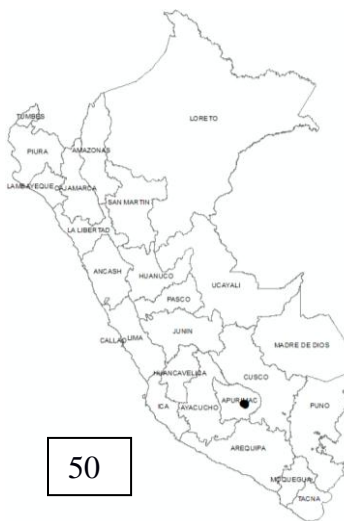 LORETO
TUMBES
PIURA
AMAZONAS
LAMBAYEQUE
CAJAMARCA
SAN MARTIN
LA LIBERTAD
ANCASH
HUANUCO
UCAYALI
PASCO
CALLAO
LIMA
JUNIN
MADRE DE DIOS
HUANCAVELIZA
CUSCO
ICA
AYACUCHO
APURIMAC
PUNO
AREQUIPA
50
MOQUEGUA
TACNA